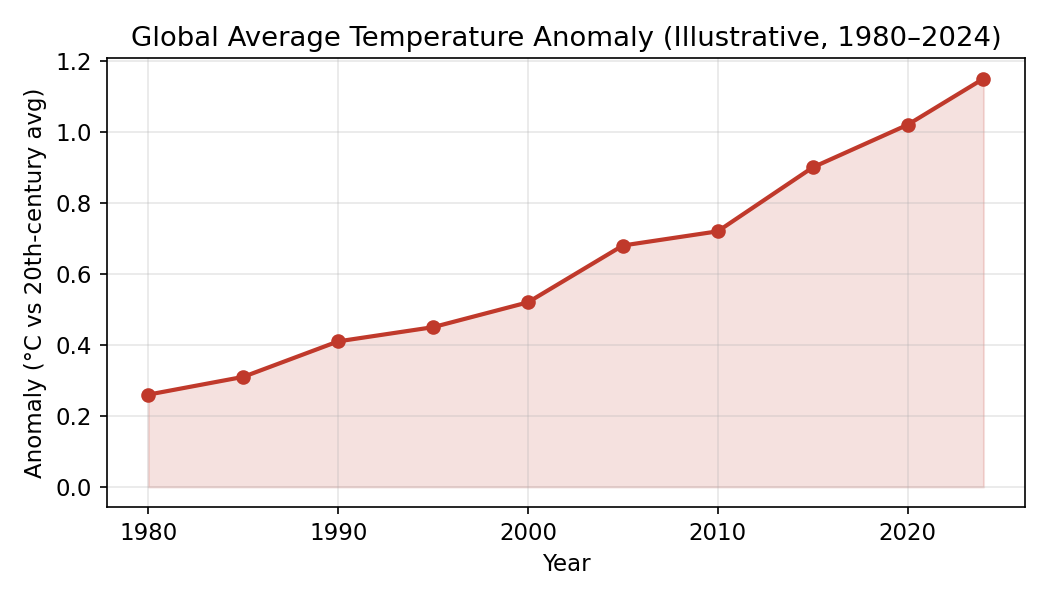 Global Average Temperature Anomaly (Illustrative, 1980–2024)
Anomaly (°C vs 20th-century avg)
1.2
1.0
0.8
0.6
0.4
0.2
0.0
1980 1990 2000 2010 2020
Year